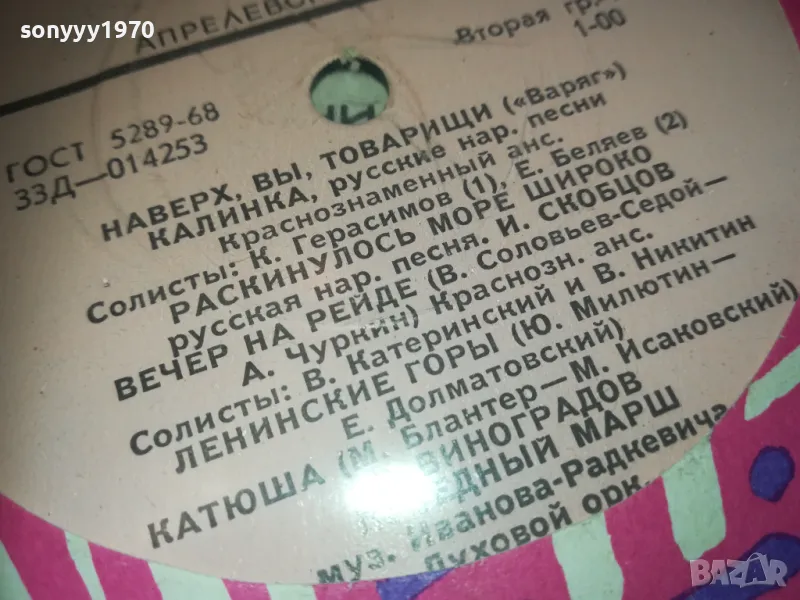 sonyyy1970
АПРЕЛЕВС
Вторая гр.
1-00
ГОСТ 5289-68
33Д—014253
НАВЕРХ, ВЫ, ТОВАРИЩИ («Варяг»)
КАЛИНКА, русские нар. песни
Краснознаменный анс.
Солисты: К. Герасимов (1), Е. Беляев (2)
РАСКИНУЛОСЬ МОРЕ ШИРОКО
русская нар. песня. И. СКОБЦОВ
ВЕЧЕР НА РЕЙДЕ (В. Соловьев-Седой—
А. Чуркин) Краснозн. анс.
Солисты: В. Катеринский и В. Никитин
ЛЕНИНСКИЕ ГОРЫ (Ю. Милютин—
Е. Долматовский)
КАТЮША (М. Блантер—М. Исаковский)
ВИНОГРАДОВ
МАРШ
муз. Иванова-Радкевича
Духовой орк.
BAZAR